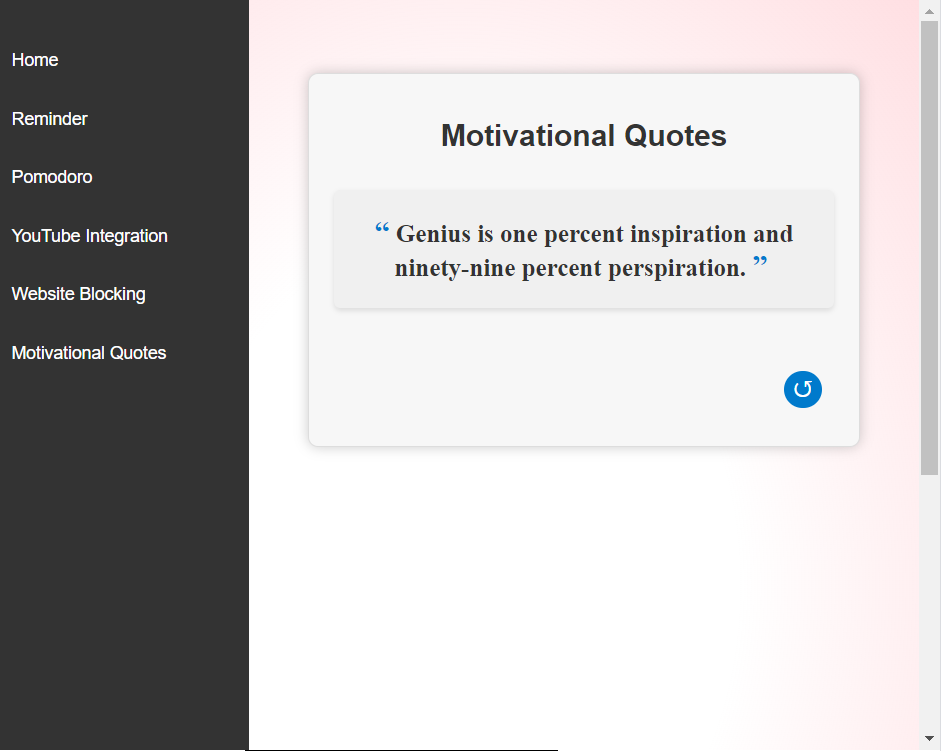 Home
Reminder
Pomodoro
YouTube Integration
Website Blocking
Motivational Quotes
Motivational Quotes
“ Genius is one percent inspiration and
ninety-nine percent perspiration. ”